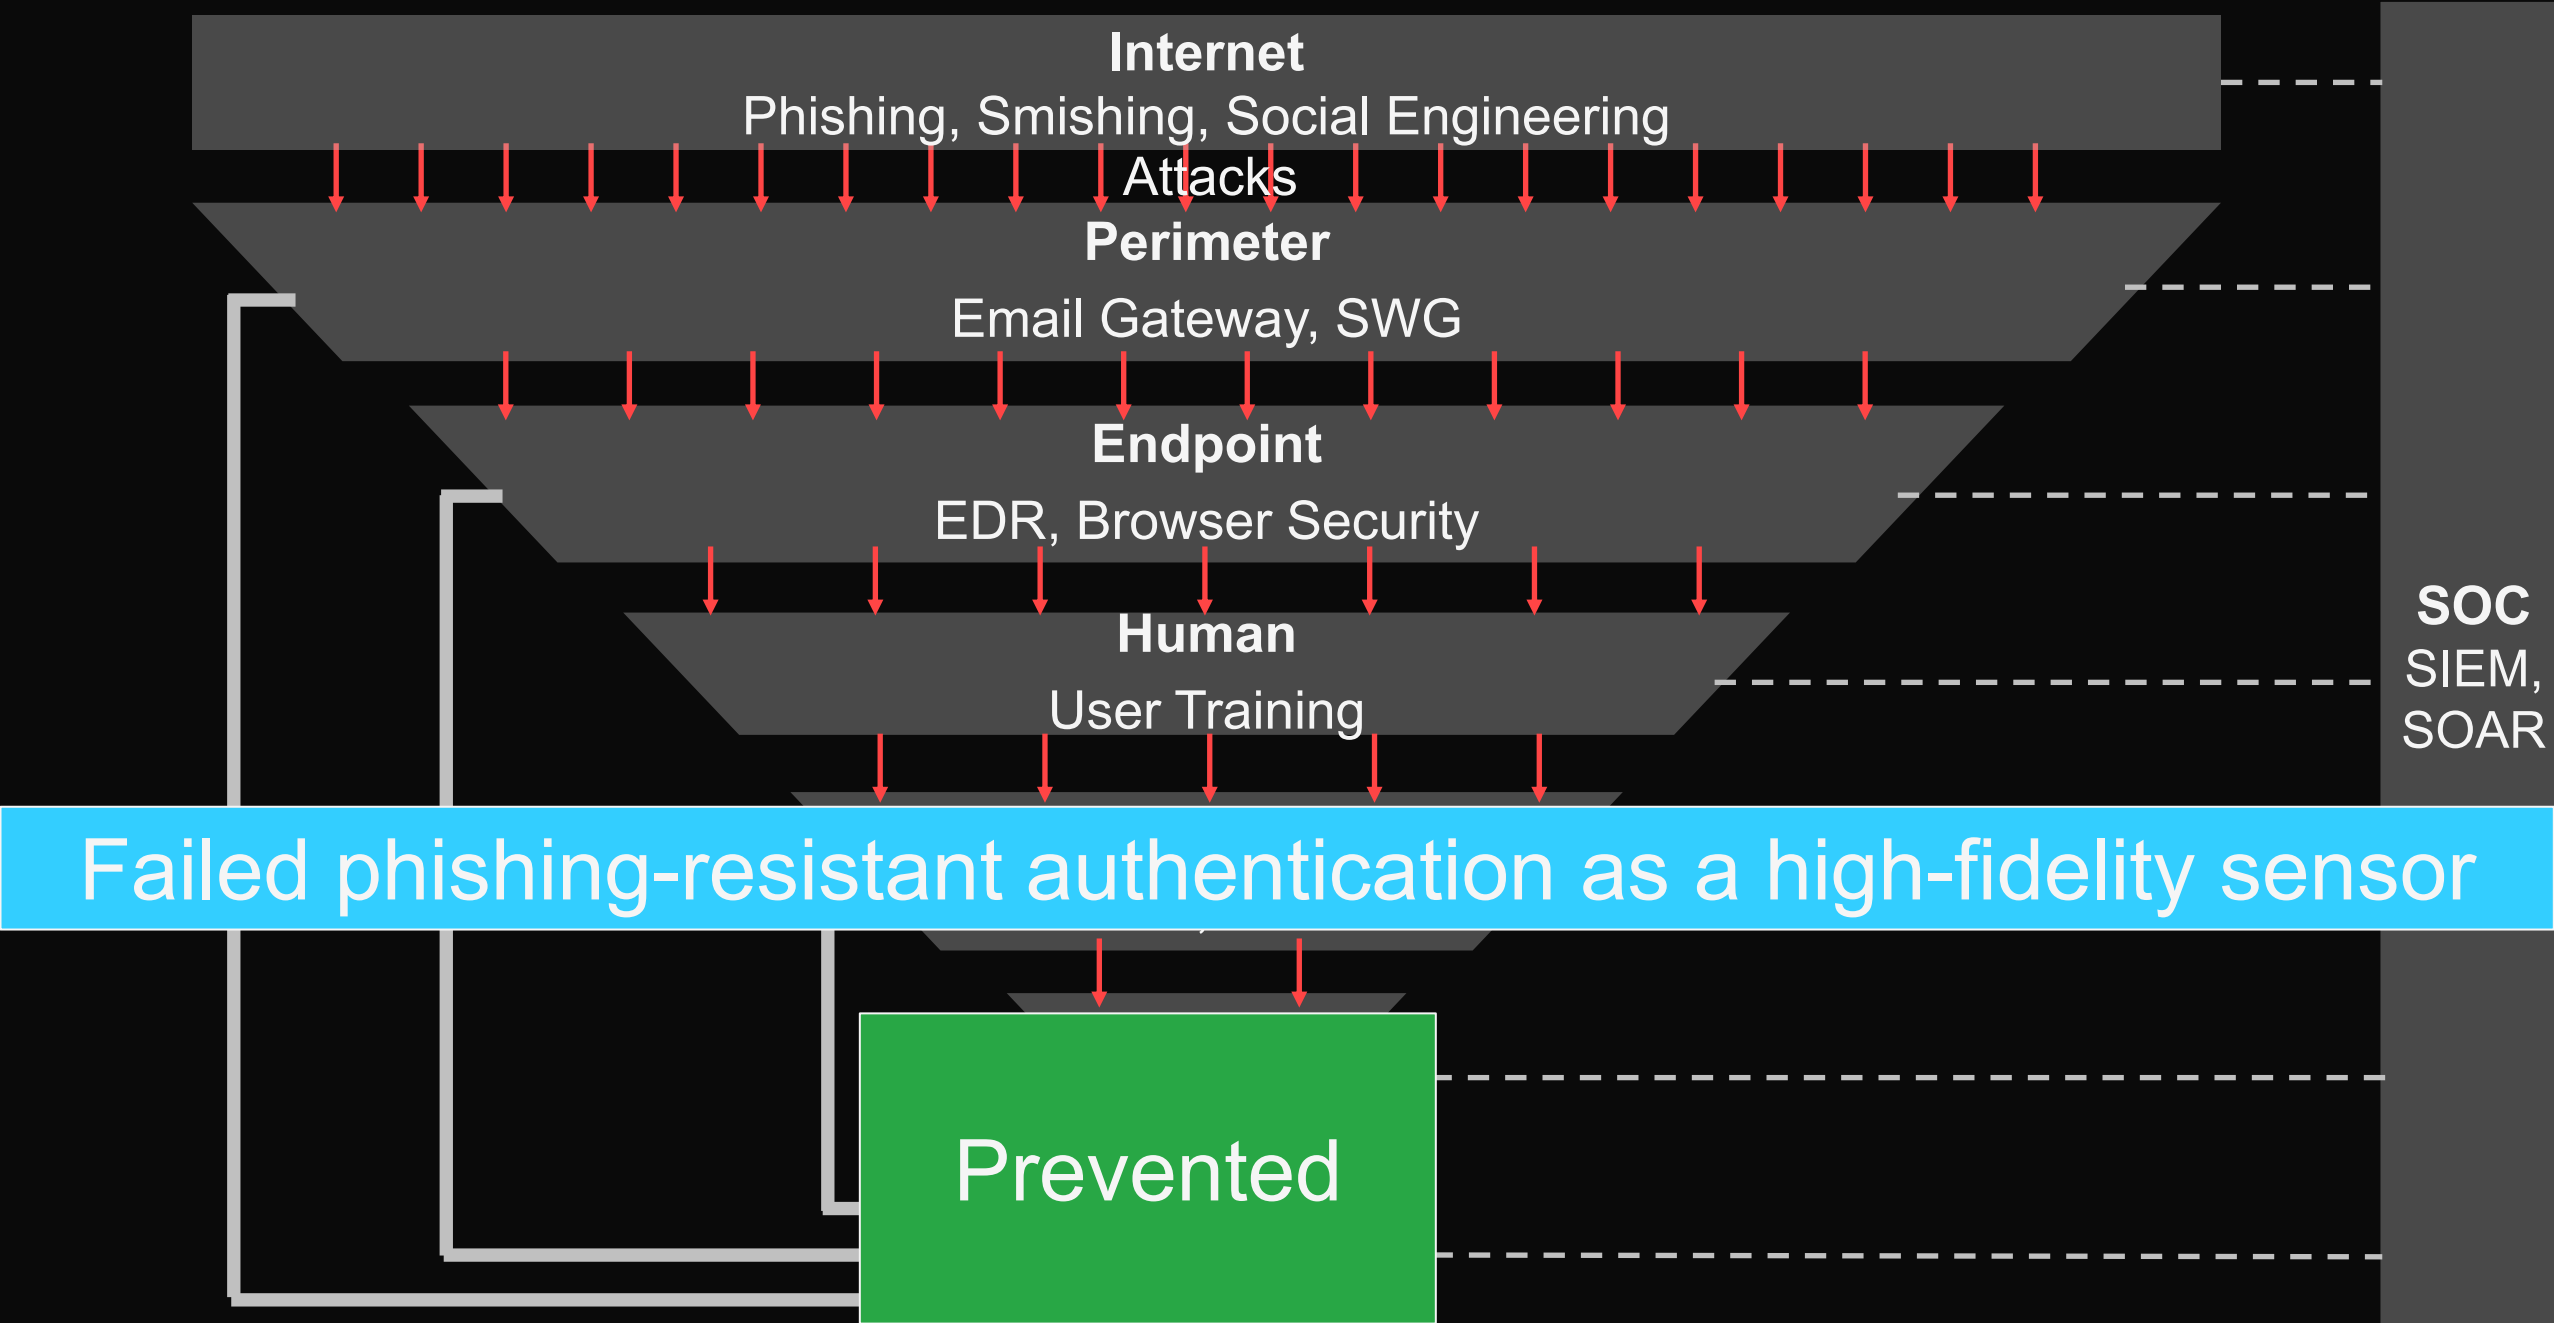 Internet
Phishing, Smishing, Social Engineering
Attacks
Perimeter
Email Gateway, SWG
Endpoint
EDR, Browser Security
Human
User Training
SOC
SIEM,
SOAR
Failed phishing-resistant authentication as a high-fidelity sensor
Prevented